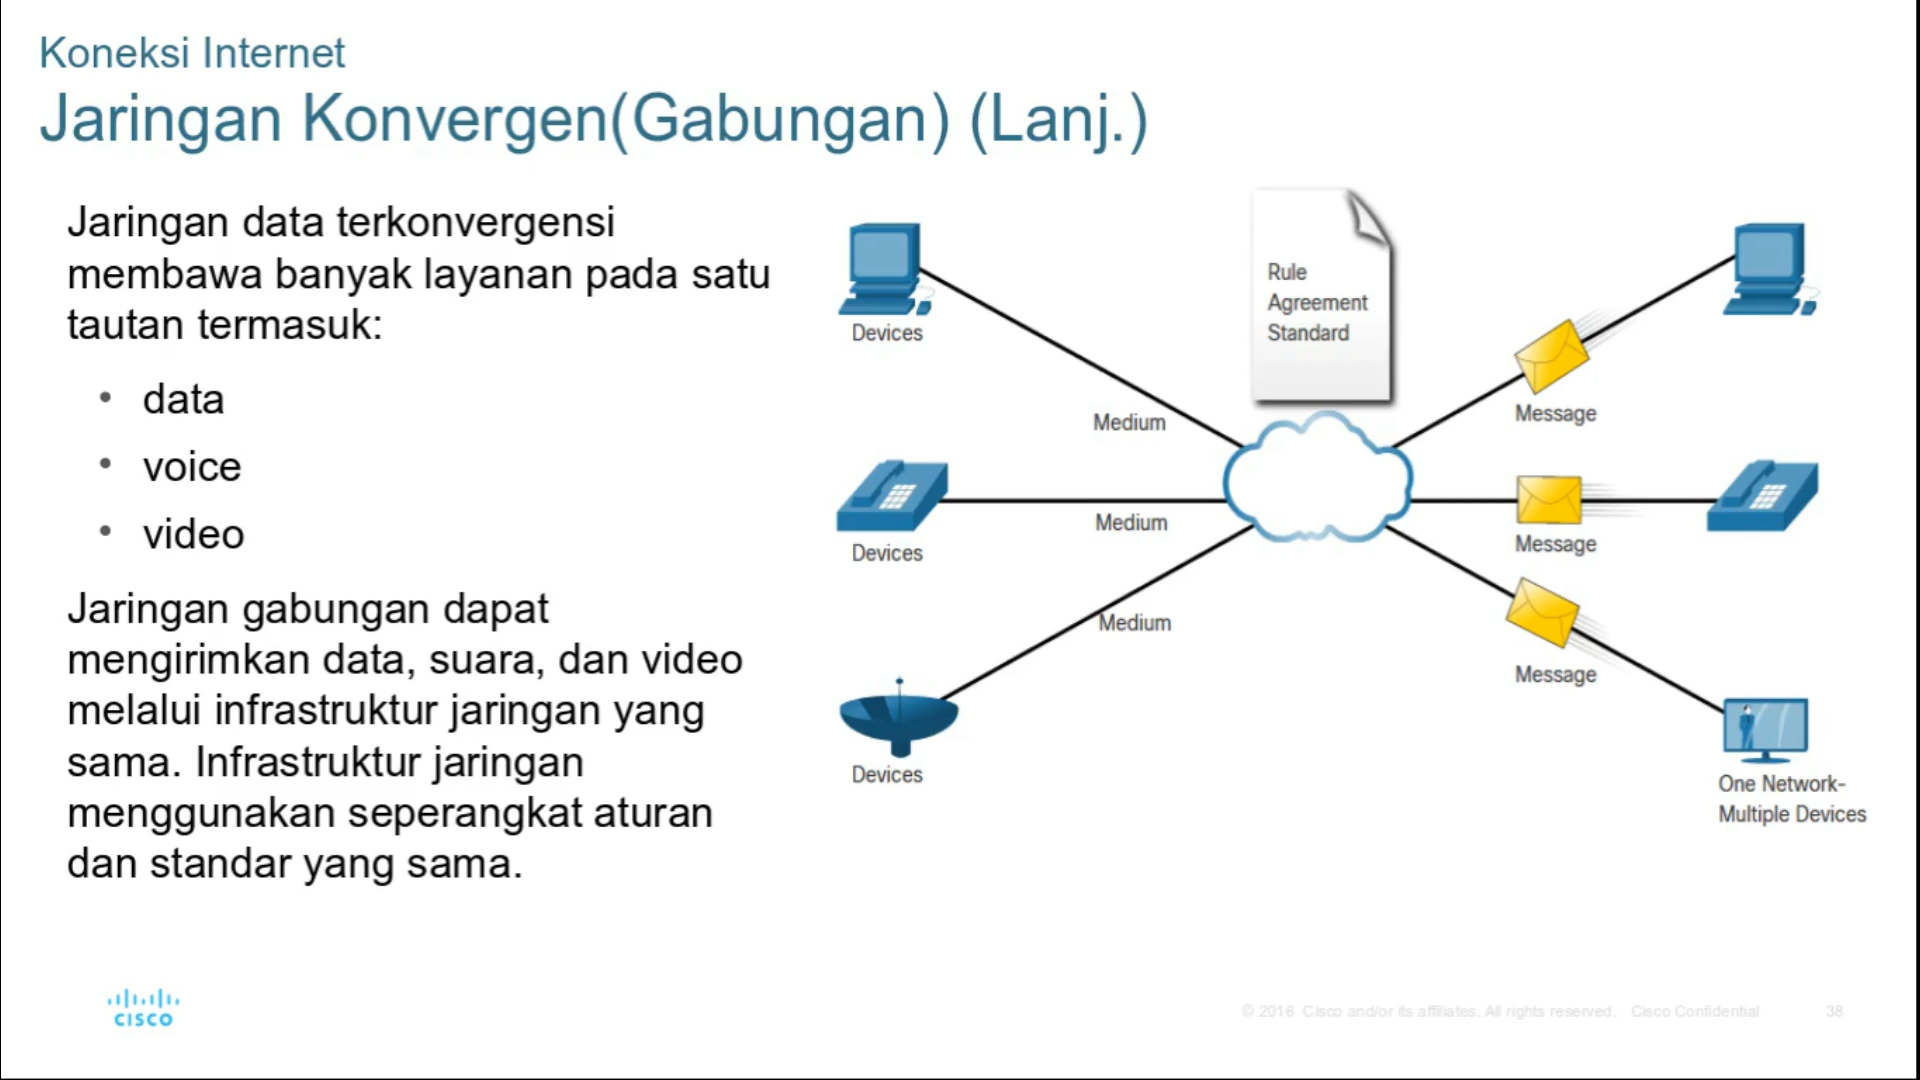 Koneksi Internet
Jaringan Konvergen(Gabungan) (Lanj.)
Jaringan data terkonvergensi
membawa banyak layanan pada satu
tautan termasuk:
• data
• voice
• video
Jaringan gabungan dapat
mengirimkan data, suara, dan video
melalui infrastruktur jaringan yang
sama. Infrastruktur jaringan
menggunakan seperangkat aturan
dan standar yang sama.
Rule
Agreement
Standard
Devices
Medium
Message
Devices
Medium
Message
Devices
Medium
Message
One Network-
Multiple Devices
CISCO
© 2016 Cisco and/or its affiliates. All rights reserved. Cisco Confidential
38